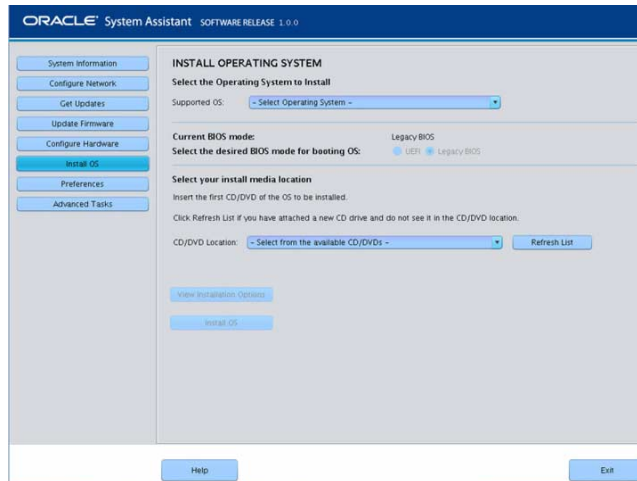 ORACLE® System Assistant SOFTWARE RELEASE 1.0.0
System Information
Configure Network
Get Updates
Update Firmware
Configure Hardware
Install OS
Preferences
Advanced Tasks
INSTALL OPERATING SYSTEM
Select the Operating System to Install
Supported OS: - Select Operating System -
Current BIOS mode: Legacy BIOS
Select the desired BIOS mode for booting OS: UEFI Legacy BIOS
Select your install media location
Insert the first CD/DVD of the OS to be installed.
Click Refresh List if you have attached a new CD drive and do not see it in the CD/DVD location.
CD/DVD Location: - Select from the available CD/DVDs - Refresh List
View Installation Options
Install OS
Help Exit